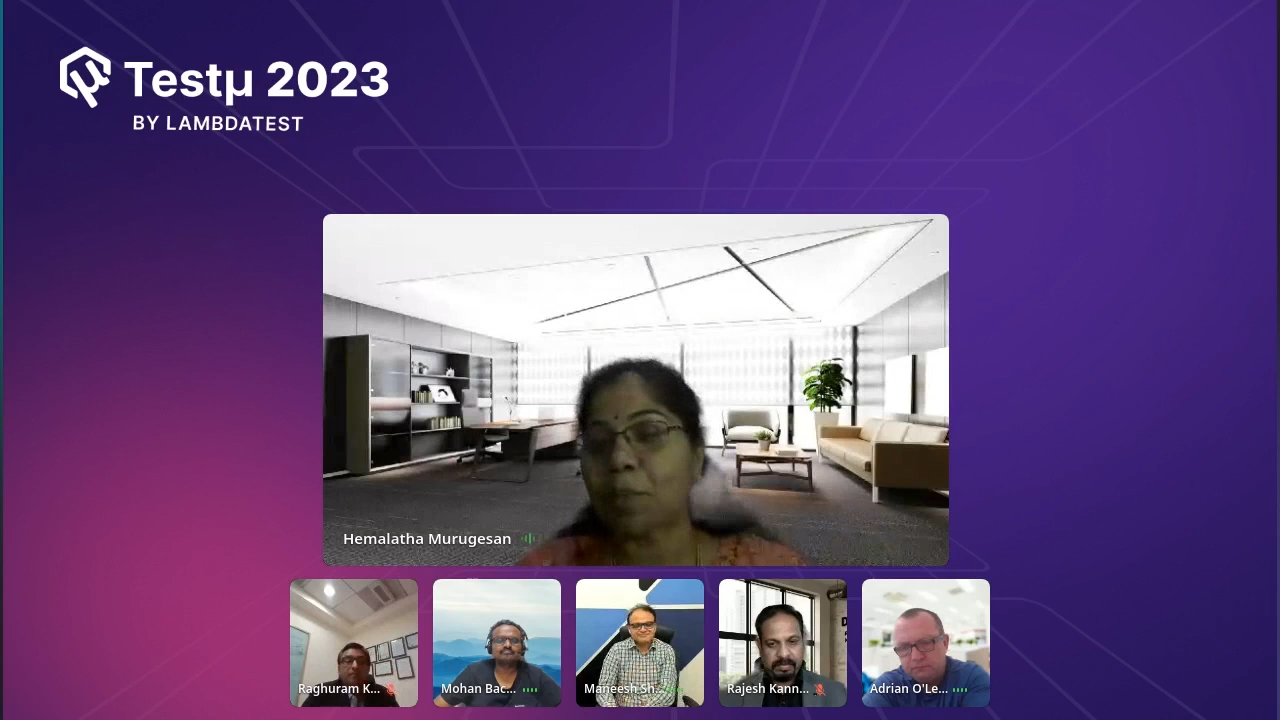 Testμ 2023
BY LAMBDATEST
Hemalatha Murugesan
Raghuram K...
Mohan Bac...
Maneesh Sh...
Rajesh Kann...
Adrian O'Le...